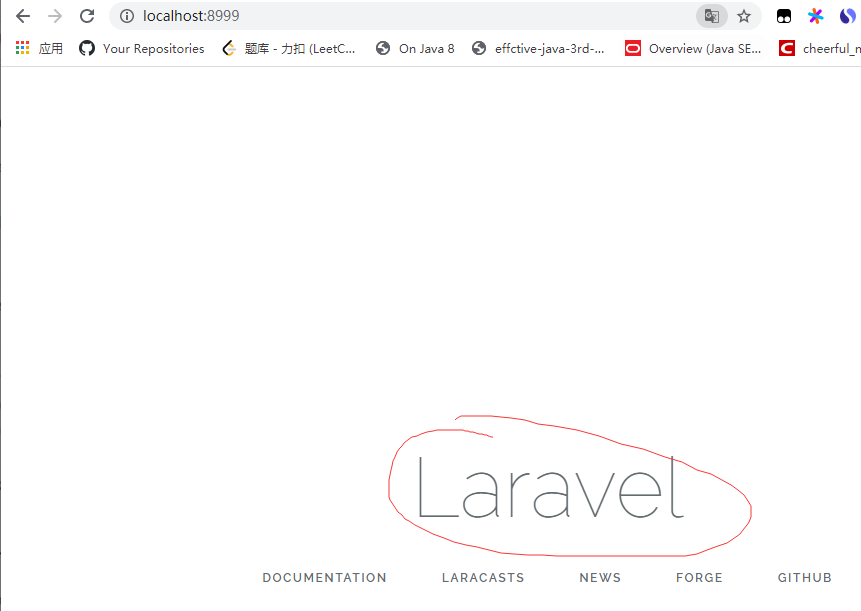 localhost:8999
应用 Your Repositories 题库 - 力扣 (LeetC... On Java 8 effctive-java-3rd-... Overview (Java SE... cheerful_n
Laravel
DOCUMENTATION LARACASTS NEWS FORGE GITHUB